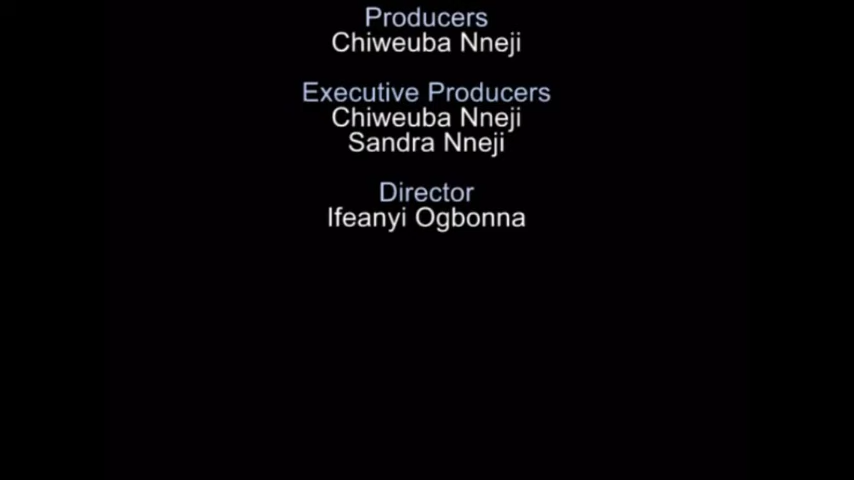 Producers
Chiweuba Nneji
Executive Producers
Chiweuba Nneji
Sandra Nneji
Director
Ifeanyi Ogbonna